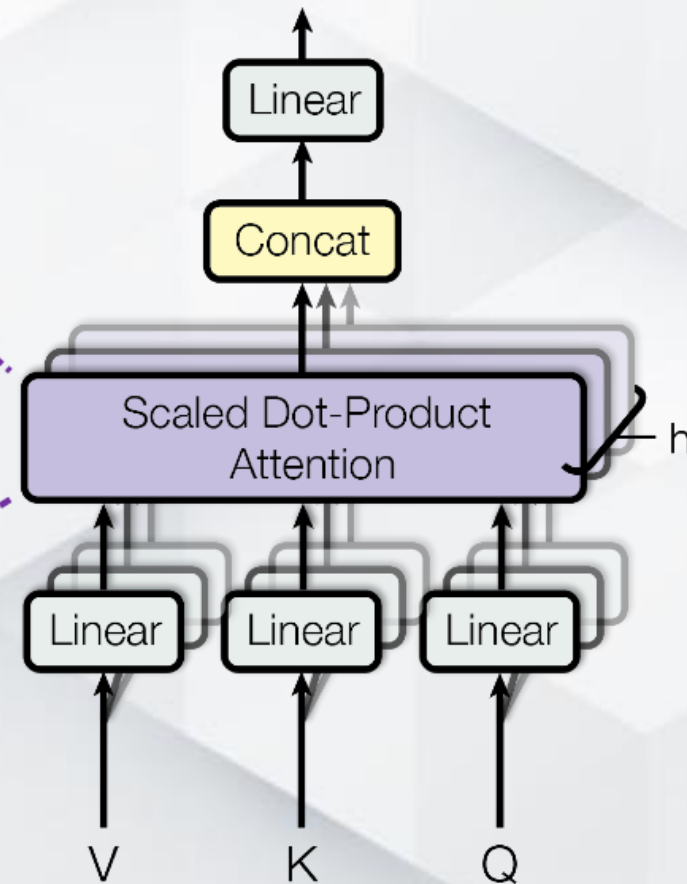 Linear
Concat
Scaled Dot-Product
Attention
h
Linear
Linear
Linear
V
K
Q